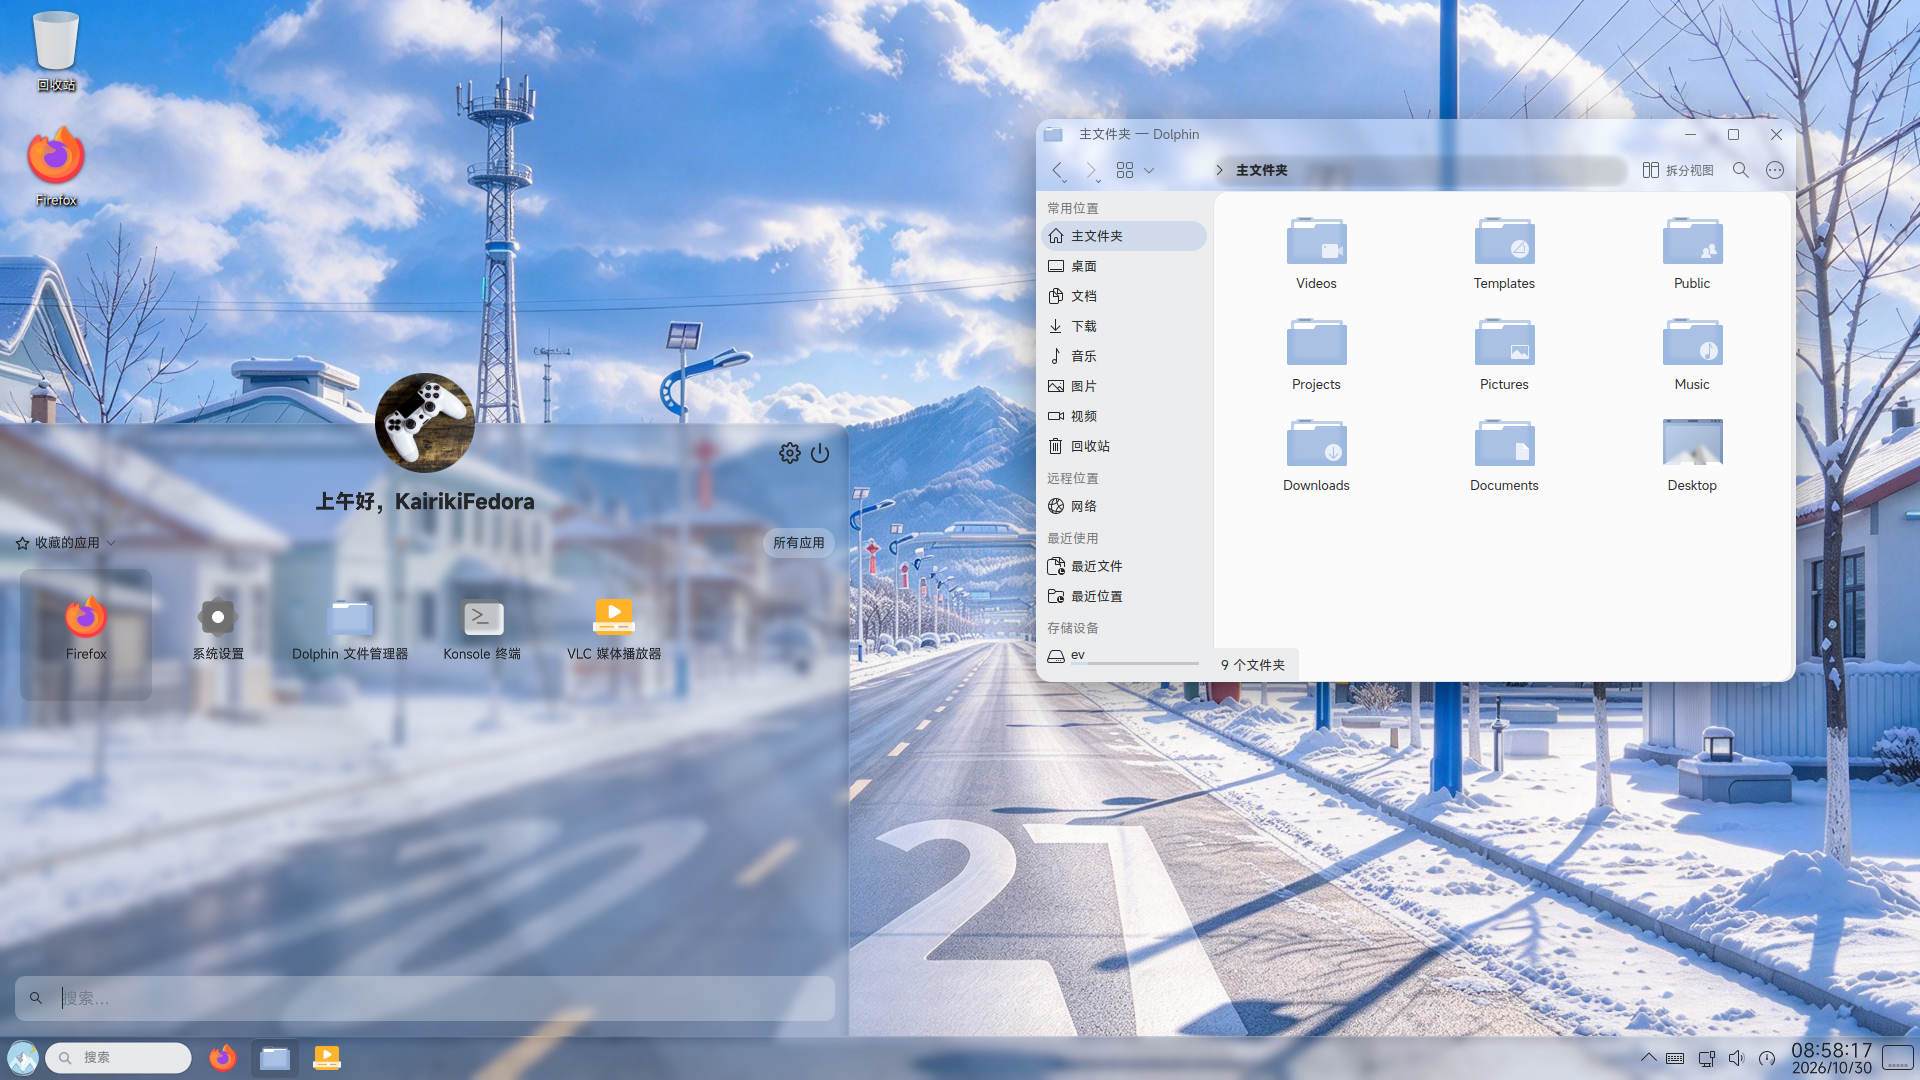 回收站
Firefox
主文件夹 — Dolphin
主文件夹
拆分视图
常用位置
主文件夹
桌面
文档
下载
音乐
图片
视频
回收站
远程位置
网络
最近使用
最近文件
最近位置
存储设备
ev
Videos
Templates
Public
Projects
Pictures
Music
Downloads
Documents
Desktop
9 个文件夹
上午好，KairikiFedora
收藏的应用
所有应用
Firefox
系统设置
Dolphin 文件管理器
Konsole 终端
VLC 媒体播放器
搜索…
27
搜索
08:58:17
2026/10/30